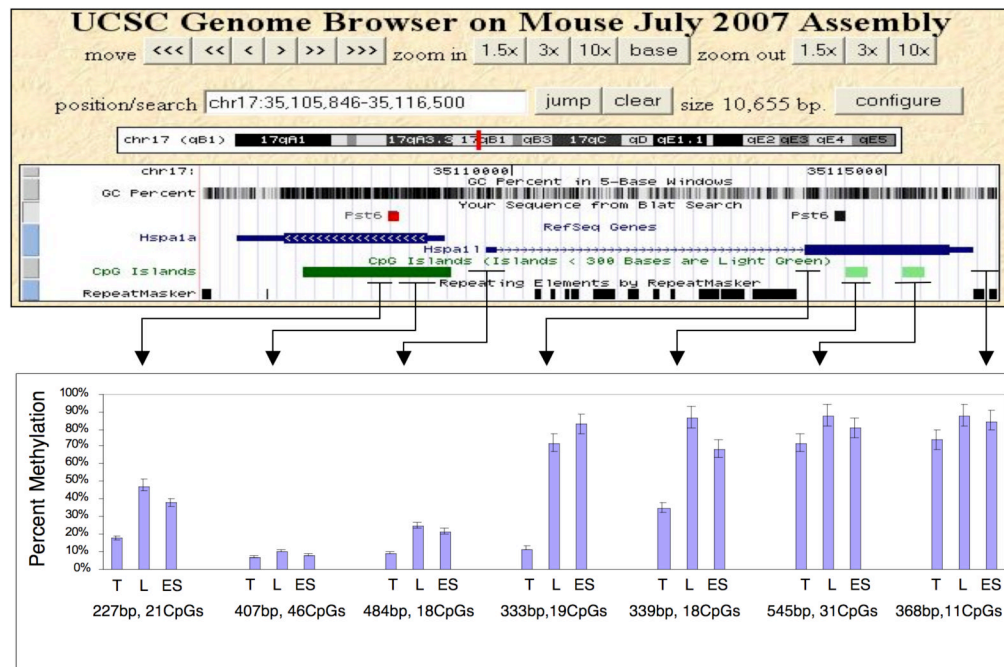 UCSC Genome Browser on Mouse July 2007 Assembly
move <<< << < > >> >>> zoom in 1.5x 3x 10x base zoom out 1.5x 3x 10x
position/search chr17:35,105,846-35,116,500 jump clear size 10,655 bp. configure
chr17 (qB1) 17qA1 17qA3.3 17qB1 qB3 17qC qD qE1.1 qE2 qE3 qE4 qE5
chr17: 35110000 35115000
GC Percent in 5-Base Windows
GC Percent
Your Sequence from Blat Search
Pst6 Pst6
RefSeq Genes
Hspa1a
Hspa1l
CpG Islands (Islands < 300 Bases are Light Green)
CpG Islands
Repeating Elements by RepeatMasker
RepeatMasker
Percent Methylation
100%
90%
80%
70%
60%
50%
40%
30%
20%
10%
0%
T L ES T L ES T L ES T L ES T L ES T L ES T L ES
227bp, 21CpGs 407bp, 46CpGs 484bp, 18CpGs 333bp,19CpGs 339bp, 18CpGs 545bp, 31CpGs 368bp,11CpGs